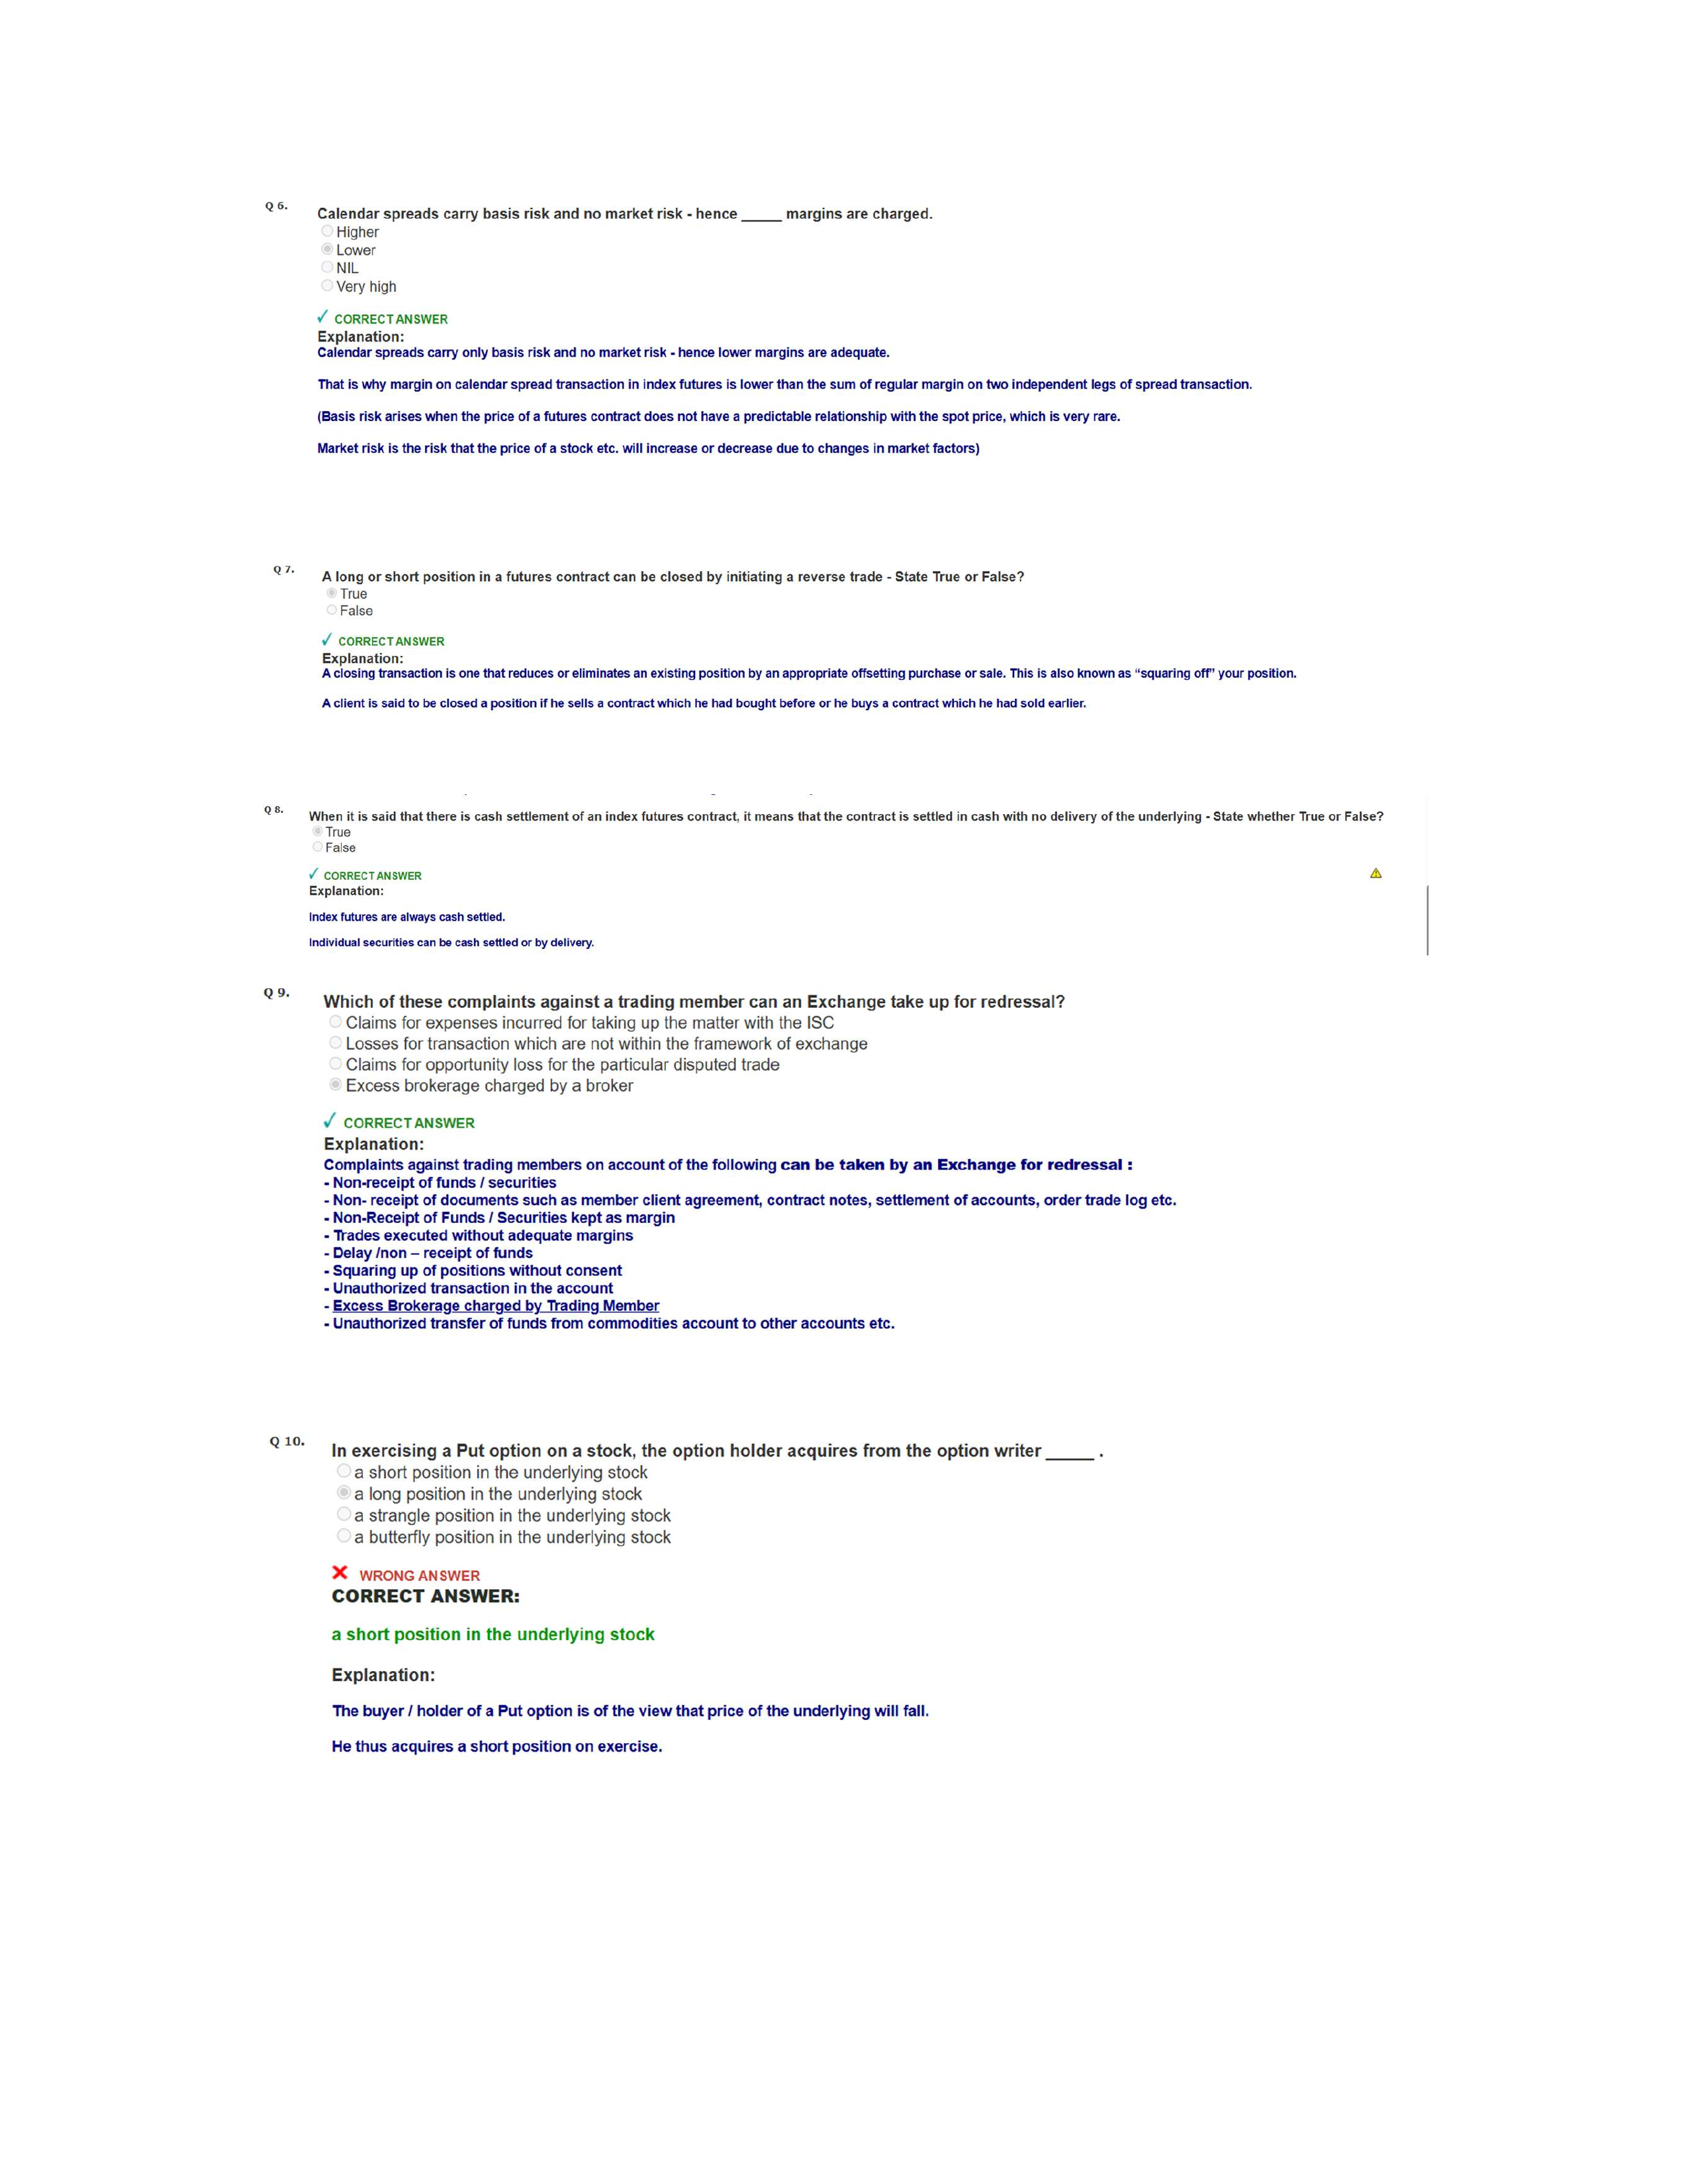 Q 6.
Calendar spreads carry basis risk and no market risk - hence _____ margins are charged.
Higher
Lower
NIL
Very high
CORRECT ANSWER
Explanation:
Calendar spreads carry only basis risk and no market risk - hence lower margins are adequate.
That is why margin on calendar spread transaction in index futures is lower than the sum of regular margin on two independent legs of spread transaction.
(Basis risk arises when the price of a futures contract does not have a predictable relationship with the spot price, which is very rare.
Market risk is the risk that the price of a stock etc. will increase or decrease due to changes in market factors)
Q 7.
A long or short position in a futures contract can be closed by initiating a reverse trade - State True or False?
True
False
CORRECT ANSWER
Explanation:
A closing transaction is one that reduces or eliminates an existing position by an appropriate offsetting purchase or sale. This is also known as “squaring off” your position.
A client is said to be closed a position if he sells a contract which he had bought before or he buys a contract which he had sold earlier.
Q 8.
When it is said that there is cash settlement of an index futures contract, it means that the contract is settled in cash with no delivery of the underlying - State whether True or False?
True
False
CORRECT ANSWER
Explanation:
Index futures are always cash settled.
Individual securities can be cash settled or by delivery.
Q 9.
Which of these complaints against a trading member can an Exchange take up for redressal?
Claims for expenses incurred for taking up the matter with the ISC
Losses for transaction which are not within the framework of exchange
Claims for opportunity loss for the particular disputed trade
Excess brokerage charged by a broker
CORRECT ANSWER
Explanation:
Complaints against trading members on account of the following can be taken by an Exchange for redressal :
- Non-receipt of funds / securities
- Non- receipt of documents such as member client agreement, contract notes, settlement of accounts, order trade log etc.
- Non-Receipt of Funds / Securities kept as margin
- Trades executed without adequate margins
- Delay /non – receipt of funds
- Squaring up of positions without consent
- Unauthorized transaction in the account
- Excess Brokerage charged by Trading Member
- Unauthorized transfer of funds from commodities account to other accounts etc.
Q 10.
In exercising a Put option on a stock, the option holder acquires from the option writer _____ .
a short position in the underlying stock
a long position in the underlying stock
a strangle position in the underlying stock
a butterfly position in the underlying stock
WRONG ANSWER
CORRECT ANSWER:
a short position in the underlying stock
Explanation:
The buyer / holder of a Put option is of the view that price of the underlying will fall.
He thus acquires a short position on exercise.